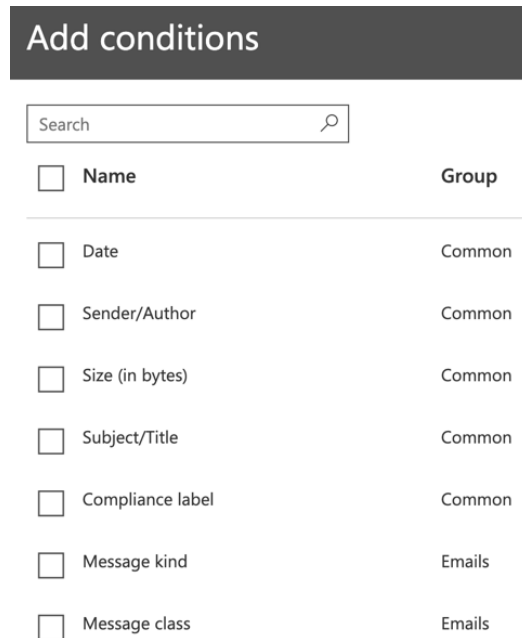 Add conditions
Search
Name Group
Date Common
Sender/Author Common
Size (in bytes) Common
Subject/Title Common
Compliance label Common
Message kind Emails
Message class Emails